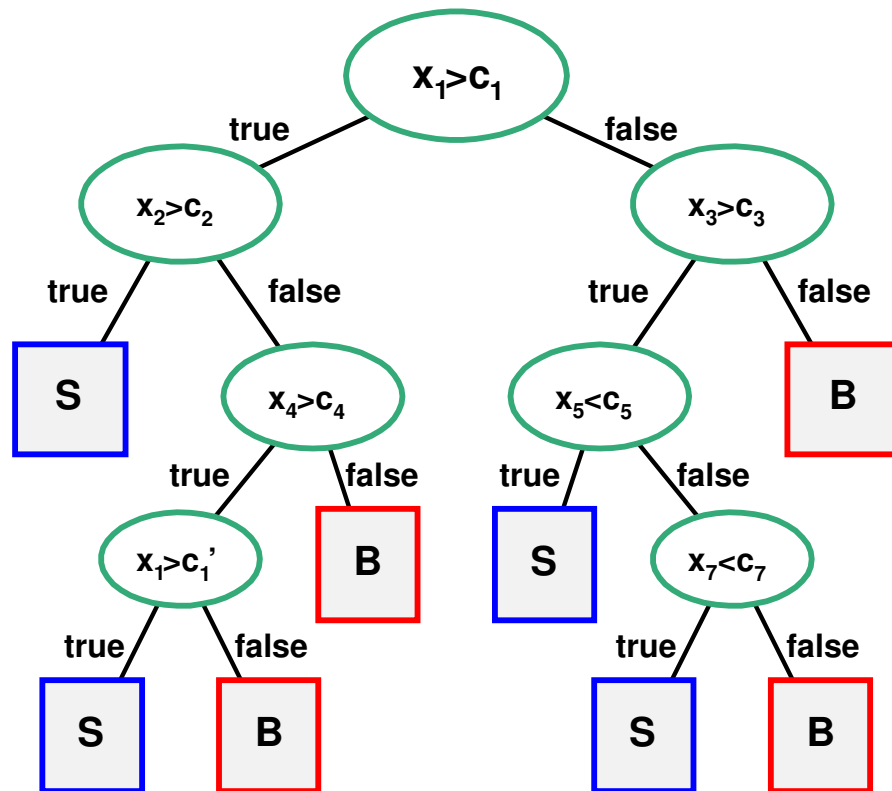 x₁>c₁
true
false
x₂>c₂
x₃>c₃
true
false
true
false
S
x₄>c₄
x₅<c₅
B
true
false
true
false
x₁>c₁’
B
S
x₇<c₇
true
false
true
false
S
B
S
B